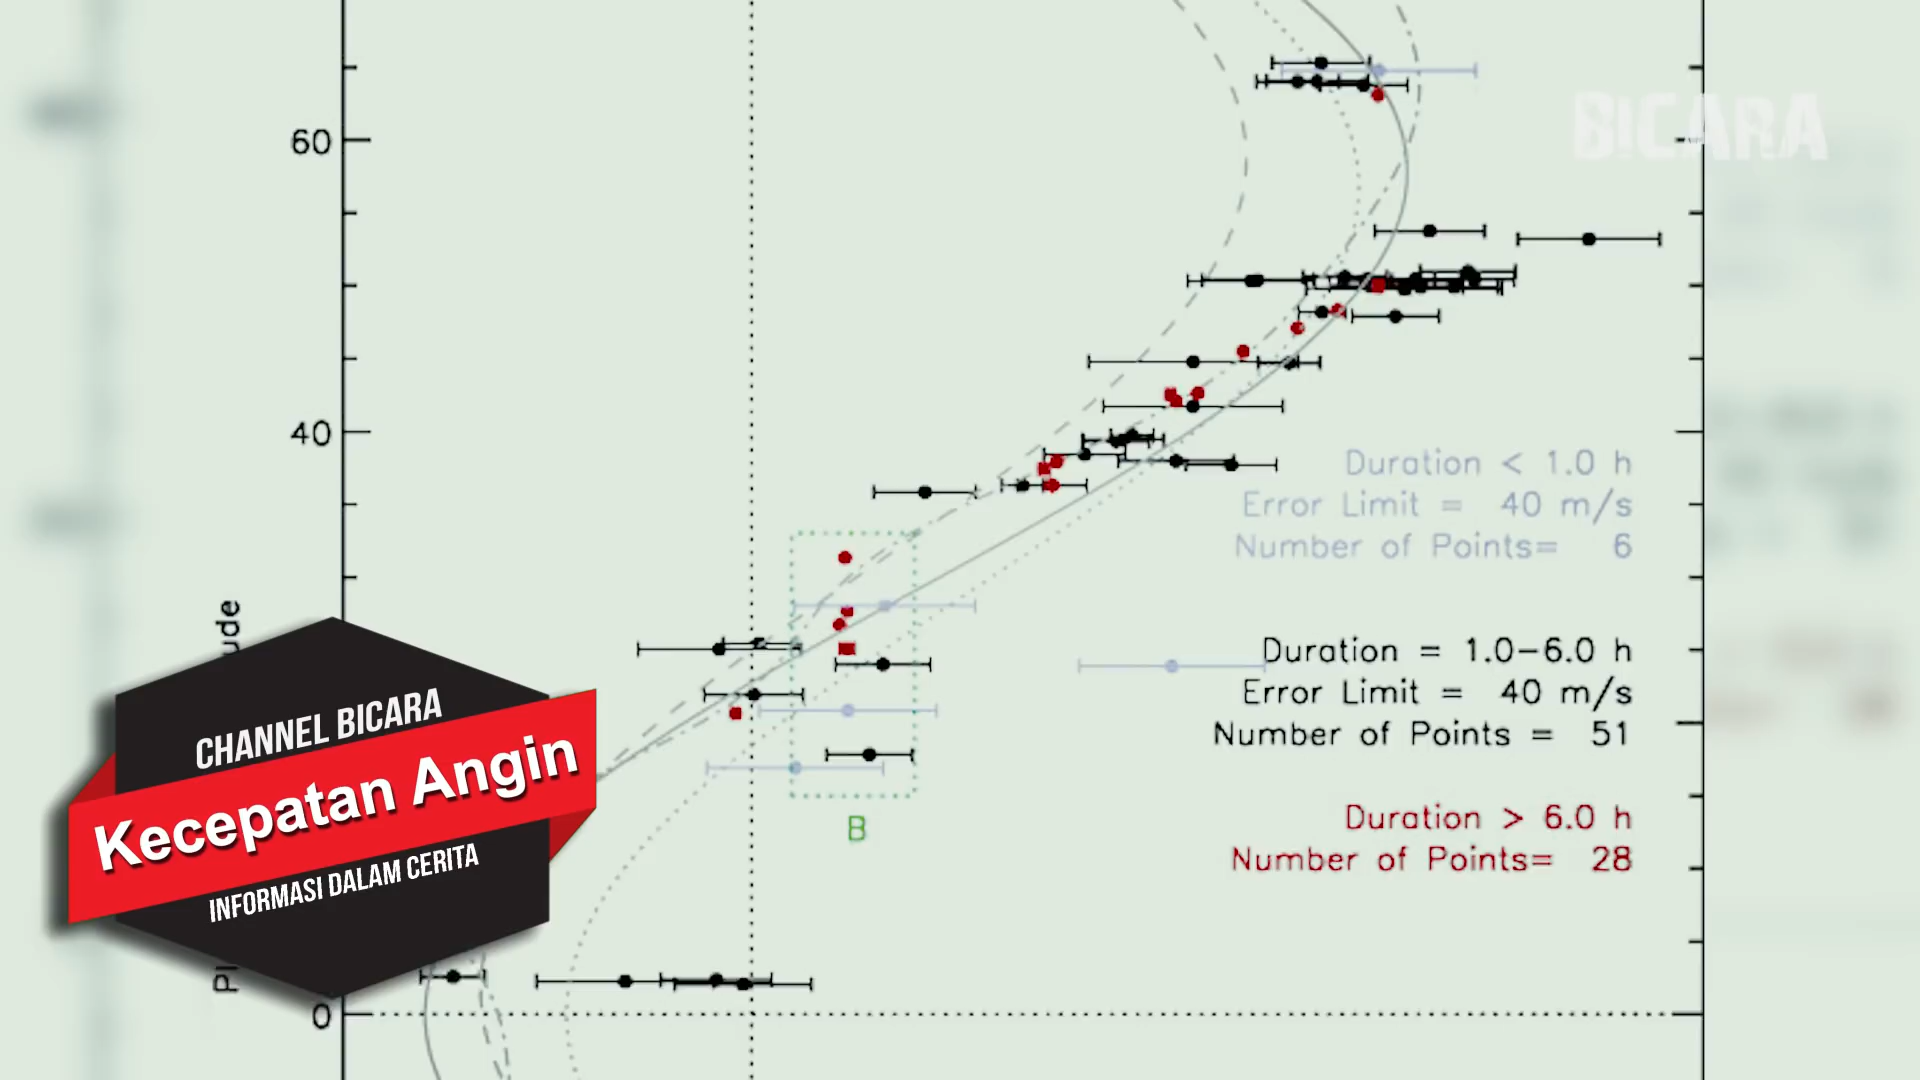 BICARA
60
40
Duration < 1.0 h
Error Limit = 40 m/s
Number of Points= 6
Duration = 1.0-6.0 h
Error Limit = 40 m/s
Number of Points = 51
Duration > 6.0 h
Number of Points= 28
B
0
CHANNEL BICARA
Kecepatan Angin
INFORMASI DALAM CERITA